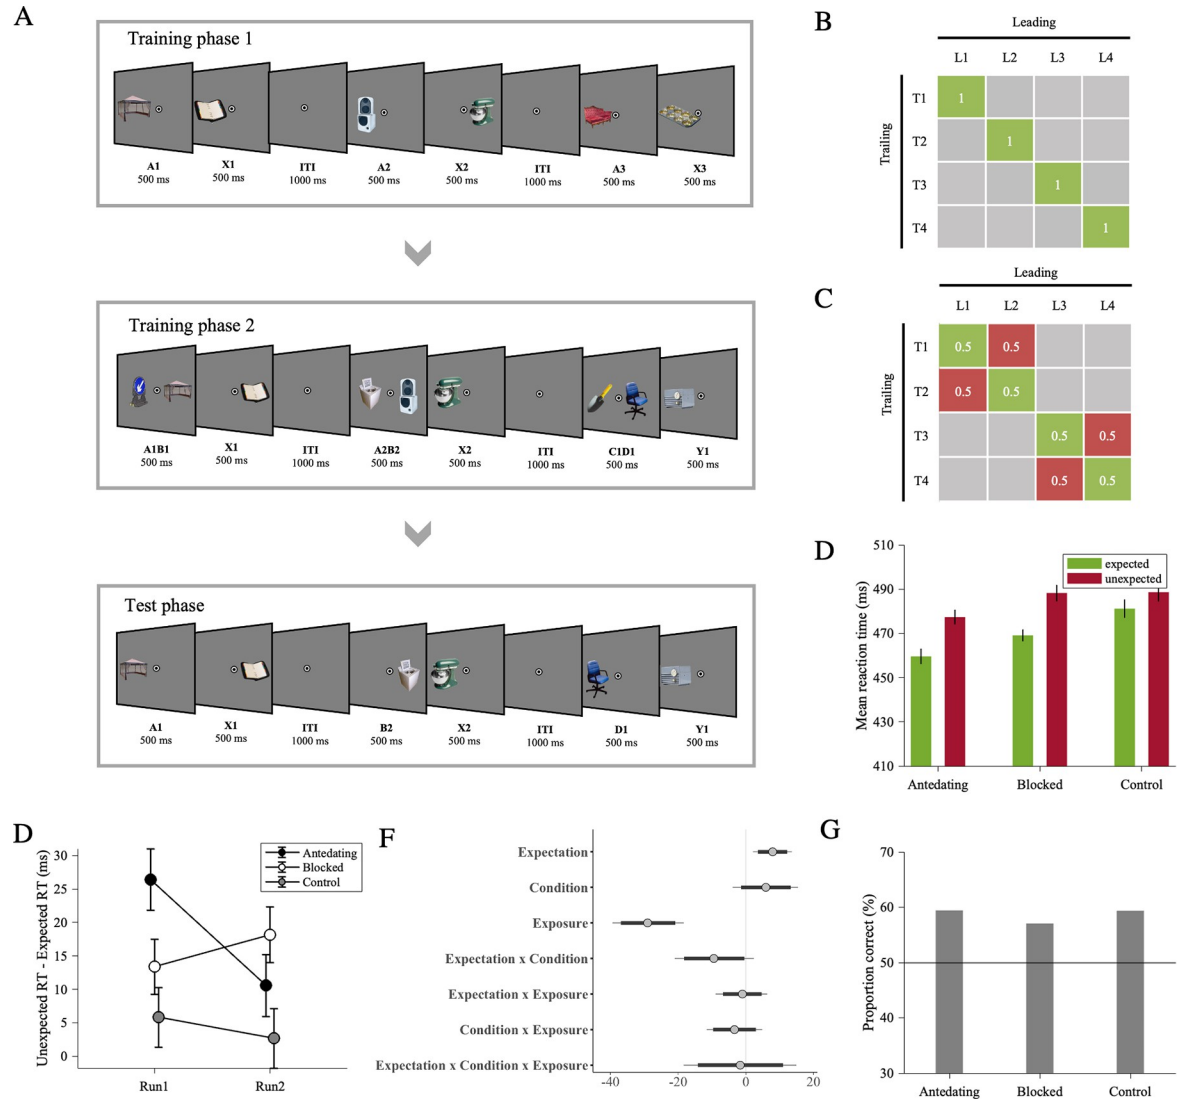 A
Training phase 1
A1 X1 ITI A2 X2 ITI A3 X3
500 ms 500 ms 1000 ms 500 ms 500 ms 1000 ms 500 ms 500 ms
Training phase 2
A1B1 X1 ITI A2B2 X2 ITI C1D1 Y1
500 ms 500 ms 1000 ms 500 ms 500 ms 1000 ms 500 ms 500 ms
Test phase
A1 X1 ITI B2 X2 ITI D1 Y1
500 ms 500 ms 1000 ms 500 ms 500 ms 1000 ms 500 ms 500 ms
B
Leading
L1 L2 L3 L4
Trailing
T1 1
T2 1
T3 1
T4 1
C
Leading
L1 L2 L3 L4
Trailing
T1 0.5 0.5
T2 0.5 0.5
T3 0.5 0.5
T4 0.5 0.5
D
Mean reaction time (ms)
510
490
470
450
430
410
expected
unexpected
Antedating Blocked Control
D
Unexpected RT - Expected RT (ms)
30
25
20
15
10
5
0
Antedating
Blocked
Control
Run1 Run2
F
Expectation
Condition
Exposure
Expectation x Condition
Expectation x Exposure
Condition x Exposure
Expectation x Condition x Exposure
-40 -20 0 20
G
Proportion correct (%)
70
60
50
40
30
Antedating Blocked Control